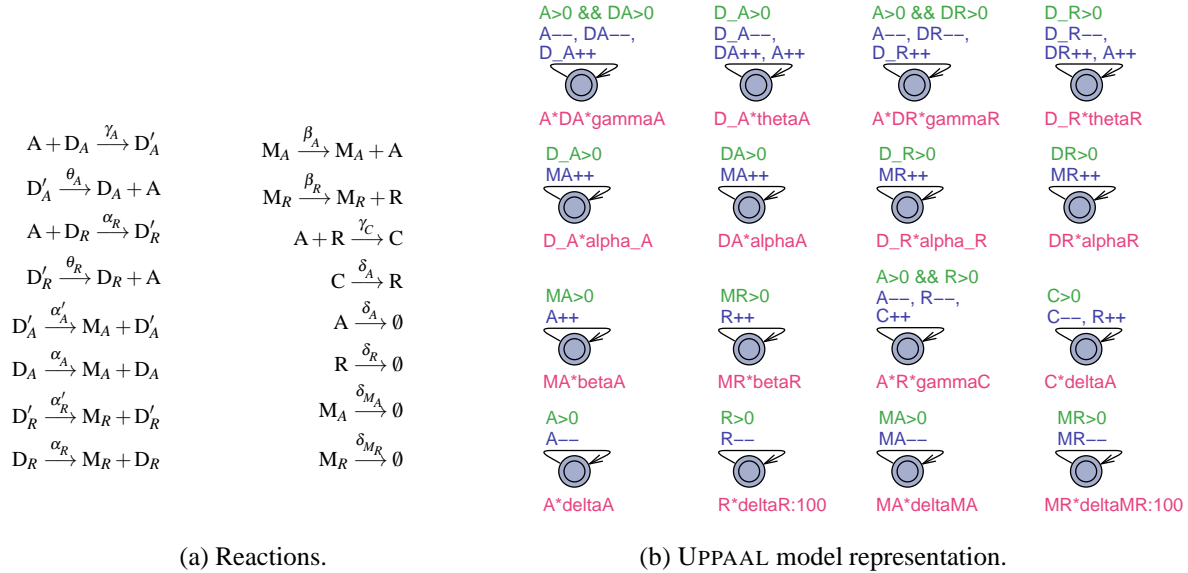 A + D_A —γ_A→ D′_A
D′_A —θ_A→ D_A + A
A + D_R —α_R→ D′_R
D′_R —θ_R→ D_R + A
D′_A —α′_A→ M_A + D′_A
D_A —α_A→ M_A + D_A
D′_R —α′_R→ M_R + D′_R
D_R —α_R→ M_R + D_R
M_A —β_A→ M_A + A
M_R —β_R→ M_R + R
A + R —γ_C→ C
C —δ_A→ R
A —δ_A→ ∅
R —δ_R→ ∅
M_A —δ_{M_A}→ ∅
M_R —δ_{M_R}→ ∅
(a) Reactions.
A>0 && DA>0
A−−, DA−−,
D_A++
A*DA*gammaA
D_A>0
D_A−−,
DA++, A++
D_A*thetaA
A>0 && DR>0
A−−, DR−−,
D_R++
A*DR*gammaR
D_R>0
D_R−−,
DR++, A++
D_R*thetaR
D_A>0
MA++
D_A*alpha_A
DA>0
MA++
DA*alphaA
D_R>0
MR++
D_R*alpha_R
DR>0
MR++
DR*alphaR
MA>0
A++
MA*betaA
MR>0
R++
MR*betaR
A>0 && R>0
A−−, R−−,
C++
A*R*gammaC
C>0
C−−, R++
C*deltaA
A>0
A−−
A*deltaA
R>0
R−−
R*deltaR:100
MA>0
MA−−
MA*deltaMA
MR>0
MR−−
MR*deltaMR:100
(b) UPPAAL model representation.